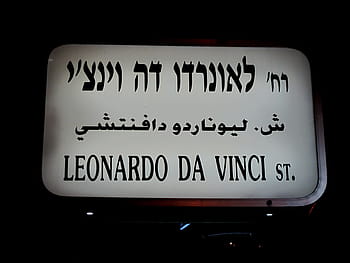 רח' לאונרדו דה וינצ'י
ش. ليوناردو دافنتشي
LEONARDO DA VINCI ST.